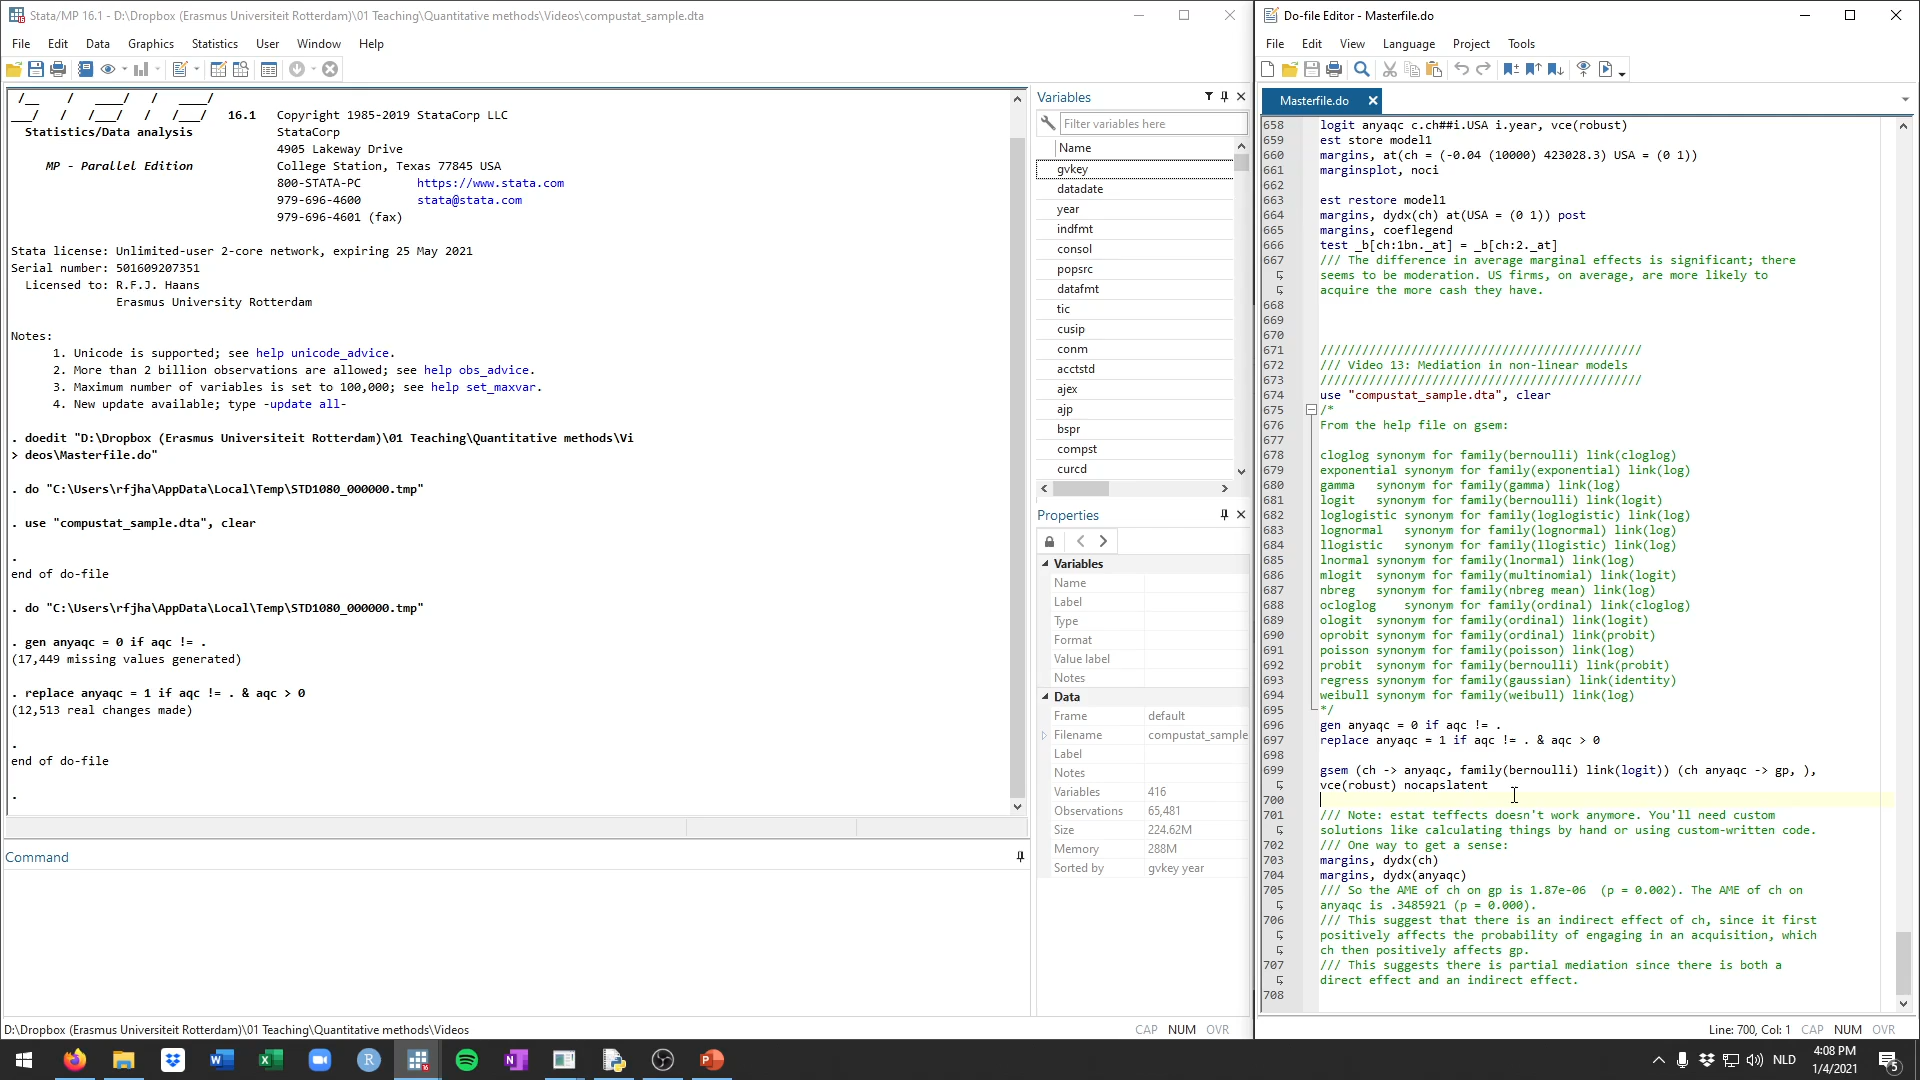 Stata/MP 16.1 - D:\Dropbox (Erasmus Universiteit Rotterdam)\01 Teaching\Quantitative methods\Videos\compustat_sample.dta
File Edit Data Graphics Statistics User Window Help
16.1 Copyright 1985-2019 StataCorp LLC
Statistics/Data analysis StataCorp
4905 Lakeway Drive
MP - Parallel Edition College Station, Texas 77845 USA
800-STATA-PC https://www.stata.com
979-696-4600 stata@stata.com
979-696-4601 (fax)
Stata license: Unlimited-user 2-core network, expiring 25 May 2021
Serial number: 501609207351
Licensed to: R.F.J. Haans
Erasmus University Rotterdam
Notes:
1. Unicode is supported; see help unicode_advice.
2. More than 2 billion observations are allowed; see help obs_advice.
3. Maximum number of variables is set to 100,000; see help set_maxvar.
4. New update available; type -update all-
. doedit "D:\Dropbox (Erasmus Universiteit Rotterdam)\01 Teaching\Quantitative methods\Vi
> deos\Masterfile.do"
. do "C:\Users\rfjha\AppData\Local\Temp\STD1080_000000.tmp"
. use "compustat_sample.dta", clear
.
end of do-file
. do "C:\Users\rfjha\AppData\Local\Temp\STD1080_000000.tmp"
. gen anyaqc = 0 if aqc != .
(17,449 missing values generated)
. replace anyaqc = 1 if aqc != . & aqc > 0
(12,513 real changes made)
.
end of do-file
.
Command
D:\Dropbox (Erasmus Universiteit Rotterdam)\01 Teaching\Quantitative methods\Videos
CAP NUM OVR
Variables
Filter variables here
Name
gvkey
datadate
year
indfmt
consol
popsrc
datafmt
tic
cusip
conm
acctstd
ajex
ajp
bspr
compst
curcd
Properties
Variables
Name
Label
Type
Format
Value label
Notes
Data
Frame default
Filename compustat_sample
Label
Notes
Variables 416
Observations 65,481
Size 224.62M
Memory 288M
Sorted by gvkey year
Do-file Editor - Masterfile.do
File Edit View Language Project Tools
Masterfile.do
658 logit anyaqc c.ch##i.USA i.year, vce(robust)
659 est store model1
660 margins, at(ch = (-0.04 (10000) 423028.3) USA = (0 1))
661 marginsplot, noci
662
663 est restore model1
664 margins, dydx(ch) at(USA = (0 1)) post
665 margins, coeflegend
666 test _b[ch:1bn._at] = _b[ch:2._at]
667 /// The difference in average marginal effects is significant; there
seems to be moderation. US firms, on average, are more likely to
acquire the more cash they have.
668
669
670
671 //////////////////////////////////////////////
672 /// Video 13: Mediation in non-linear models
673 //////////////////////////////////////////////
674 use "compustat_sample.dta", clear
675 /*
676 From the help file on gsem:
677
678 cloglog synonym for family(bernoulli) link(cloglog)
679 exponential synonym for family(exponential) link(log)
680 gamma synonym for family(gamma) link(log)
681 logit synonym for family(bernoulli) link(logit)
682 loglogistic synonym for family(loglogistic) link(log)
683 lognormal synonym for family(lognormal) link(log)
684 llogistic synonym for family(llogistic) link(log)
685 lnormal synonym for family(lnormal) link(log)
686 mlogit synonym for family(multinomial) link(logit)
687 nbreg synonym for family(nbreg mean) link(log)
688 ocloglog synonym for family(ordinal) link(cloglog)
689 ologit synonym for family(ordinal) link(logit)
690 oprobit synonym for family(ordinal) link(probit)
691 poisson synonym for family(poisson) link(log)
692 probit synonym for family(bernoulli) link(probit)
693 regress synonym for family(gaussian) link(identity)
694 weibull synonym for family(weibull) link(log)
695 */
696 gen anyaqc = 0 if aqc != .
697 replace anyaqc = 1 if aqc != . & aqc > 0
698
699 gsem (ch -> anyaqc, family(bernoulli) link(logit)) (ch anyaqc -> gp, ),
vce(robust) nocapslatent
700
701 /// Note: estat teffects doesn't work anymore. You'll need custom
solutions like calculating things by hand or using custom-written code.
702 /// One way to get a sense:
703 margins, dydx(ch)
704 margins, dydx(anyaqc)
705 /// So the AME of ch on gp is 1.87e-06 (p = 0.002). The AME of ch on
anyaqc is .3485921 (p = 0.000).
706 /// This suggest that there is an indirect effect of ch, since it first
positively affects the probability of engaging in an acquisition, which
ch then positively affects gp.
707 /// This suggests there is partial mediation since there is both a
direct effect and an indirect effect.
708
Line: 700, Col: 1 CAP NUM OVR
NLD
4:08 PM
1/4/2021
5